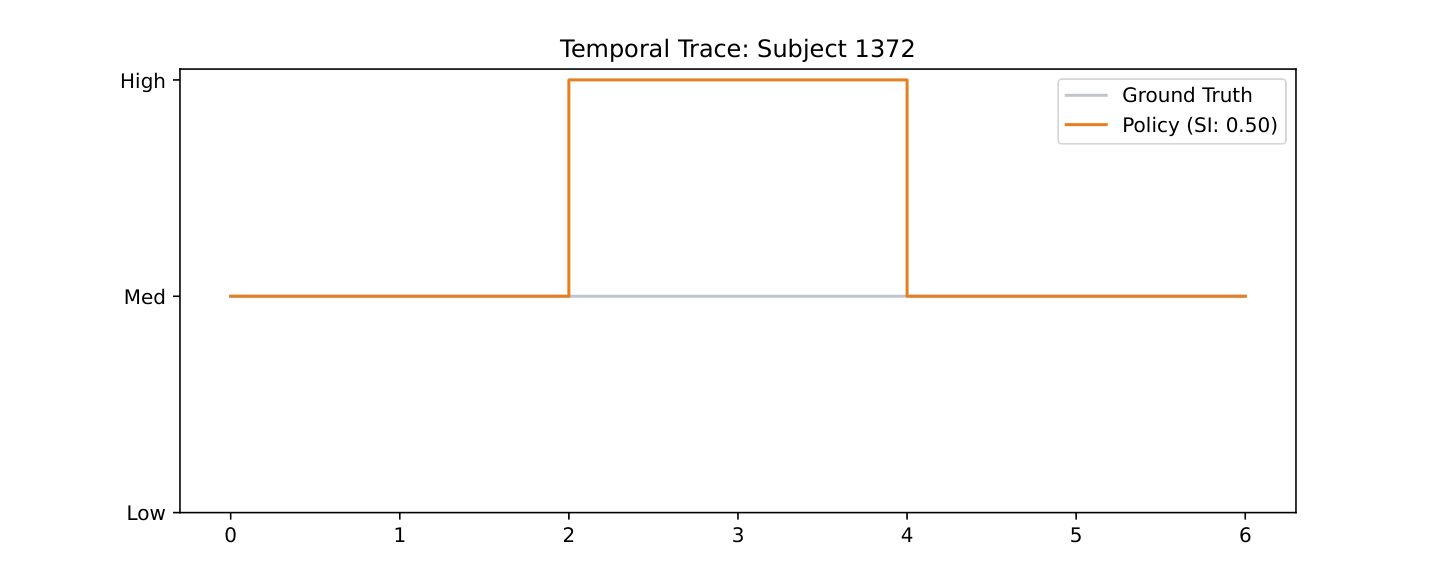 Temporal Trace: Subject 1372
High
Med
Low
Ground Truth
Policy (SI: 0.50)
0 1 2 3 4 5 6